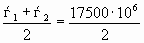 ŕ₁ + ŕ₂ / 2 = 17500·10⁶ / 2